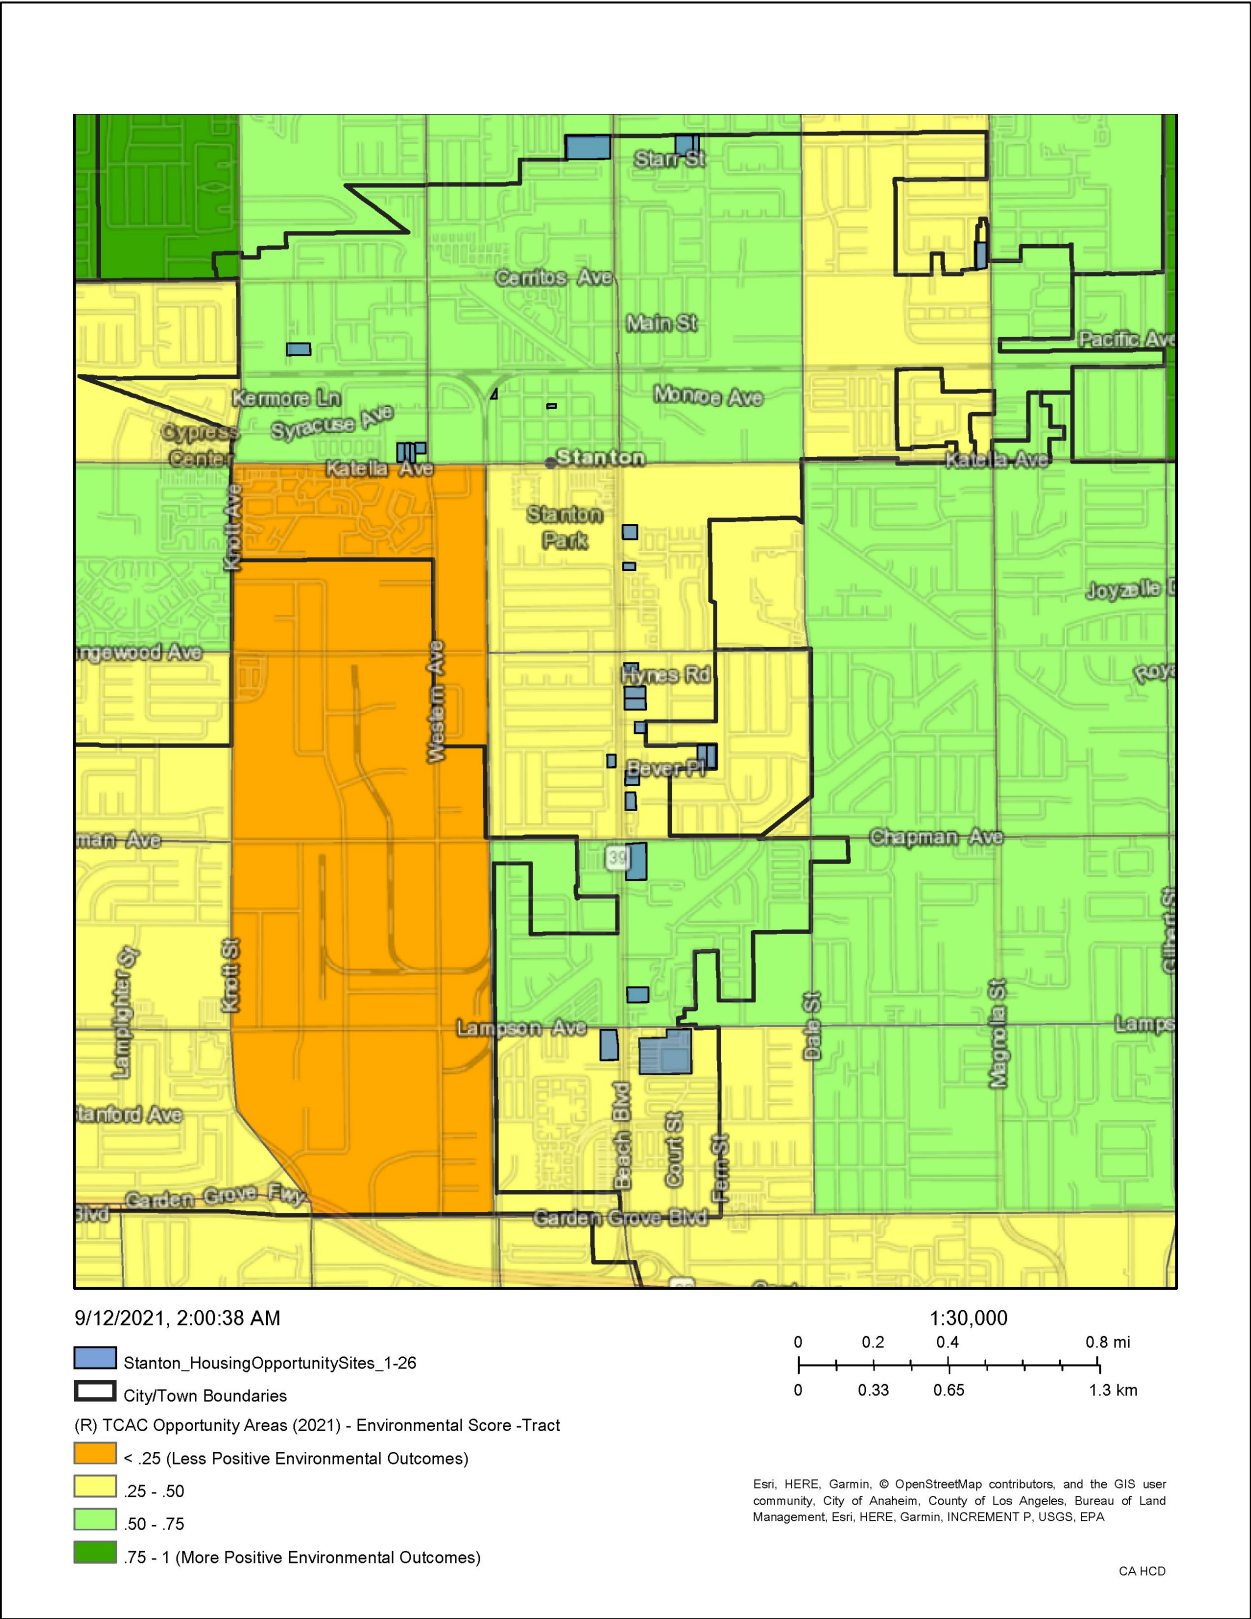 Starr St
Cerritos Ave
Main St
Pacific Ave
Kermore Ln
Monroe Ave
Syracuse Ave
Cypress
Center
Stanton
Katella Ave
Katella Ave
Knott Ave
Stanton
Park
Joyzelle D
ngewood Ave
Western Ave
Hynes Rd
Roya
Bever Pl
man Ave
39
Chapman Ave
Gilbert St
Lamplighter St
Knott St
Dale St
Magnolia St
Lampson Ave
Lamps
tanford Ave
Beach Blvd
Court St
Fern St
Garden Grove Fwy
Blvd
Garden Grove Blvd
9/12/2021, 2:00:38 AM
1:30,000
0 0.2 0.4 0.8 mi
0 0.33 0.65 1.3 km
Stanton_HousingOpportunitySites_1-26
City/Town Boundaries
(R) TCAC Opportunity Areas (2021) - Environmental Score -Tract
< .25 (Less Positive Environmental Outcomes)
.25 - .50
.50 - .75
.75 - 1 (More Positive Environmental Outcomes)
Esri, HERE, Garmin, © OpenStreetMap contributors, and the GIS user
community, City of Anaheim, County of Los Angeles, Bureau of Land
Management, Esri, HERE, Garmin, INCREMENT P, USGS, EPA
CA HCD